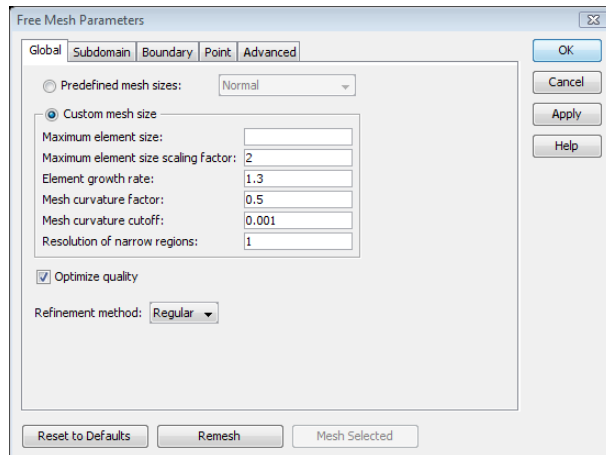 Free Mesh Parameters
Global Subdomain Boundary Point Advanced
OK
Predefined mesh sizes: Normal
Cancel
Custom mesh size
Apply
Maximum element size:
Help
Maximum element size scaling factor: 2
Element growth rate: 1.3
Mesh curvature factor: 0.5
Mesh curvature cutoff: 0.001
Resolution of narrow regions: 1
Optimize quality
Refinement method: Regular
Reset to Defaults Remesh Mesh Selected